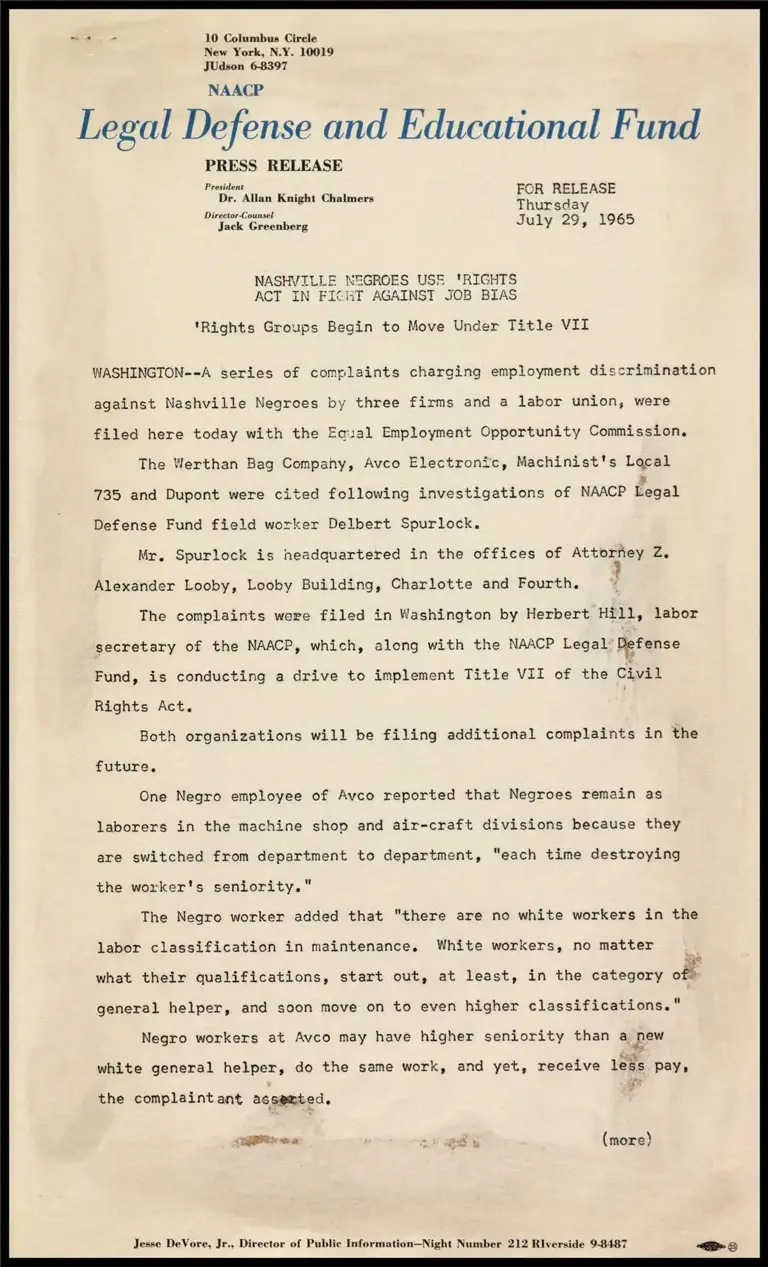 10 Columbus Circle
New York, N.Y. 10019
JUdson 6-8397
NAACP
Legal Defense and Educational Fund
PRESS RELEASE
President
Dr. Allan Knight Chalmers
Director-Counsel
Jack Greenberg
FOR RELEASE
Thursday
July 29, 1965
NASHVILLE NEGROES USE 'RIGHTS
ACT IN FIGHT AGAINST JOB BIAS
'Rights Groups Begin to Move Under Title VII
WASHINGTON--A series of complaints charging employment discrimination
against Nashville Negroes by three firms and a labor union, were
filed here today with the Equal Employment Opportunity Commission.
The Werthan Bag Company, Avco Electronic, Machinist's Local
735 and Dupont were cited following investigations of NAACP Legal
Defense Fund field worker Delbert Spurlock.
Mr. Spurlock is headquartered in the offices of Attorney Z.
Alexander Looby, Looby Building, Charlotte and Fourth.
The complaints were filed in Washington by Herbert Hill, labor
secretary of the NAACP, which, along with the NAACP Legal Defense
Fund, is conducting a drive to implement Title VII of the Civil
Rights Act.
Both organizations will be filing additional complaints in the
future.
One Negro employee of Avco reported that Negroes remain as
laborers in the machine shop and air-craft divisions because they
are switched from department to department, "each time destroying
the worker's seniority."
The Negro worker added that "there are no white workers in the
labor classification in maintenance. White workers, no matter
what their qualifications, start out, at least, in the category of
general helper, and soon move on to even higher classifications."
Negro workers at Avco may have higher seniority than a new
white general helper, do the same work, and yet, receive less pay,
the complaintant asserted.
(more)
Jesse DeVore, Jr., Director of Public Information—Night Number 212 RIverside 9-8487